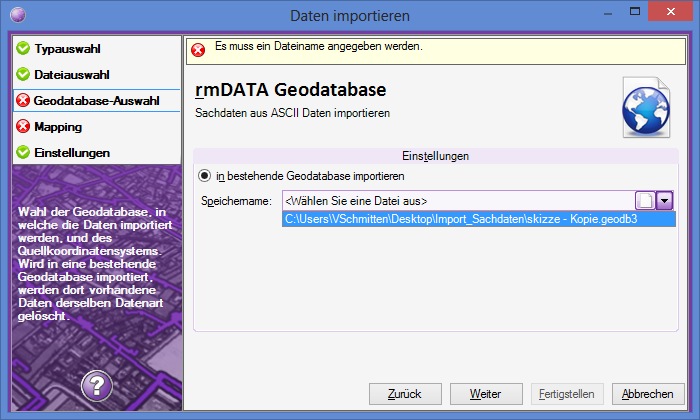 Daten importieren
Typauswahl
Dateiauswahl
Geodatabase-Auswahl
Mapping
Einstellungen
Wahl der Geodatabase, in
welche die Daten importiert
werden, und des
Quellkoordinatensystems.
Wird in eine bestehende
Geodatabase importiert,
werden dort vorhandene
Daten derselben Datenart
gelöscht.
?
Es muss ein Dateiname angegeben werden.
rmDATA Geodatabase
Sachdaten aus ASCII Daten importieren
Einstellungen
in bestehende Geodatabase importieren
Speichername:
<Wählen Sie eine Datei aus>
C:\Users\VSchmitten\Desktop\Import_Sachdaten\skizze - Kopie.geodb3
Zurück
Weiter
Fertigstellen
Abbrechen